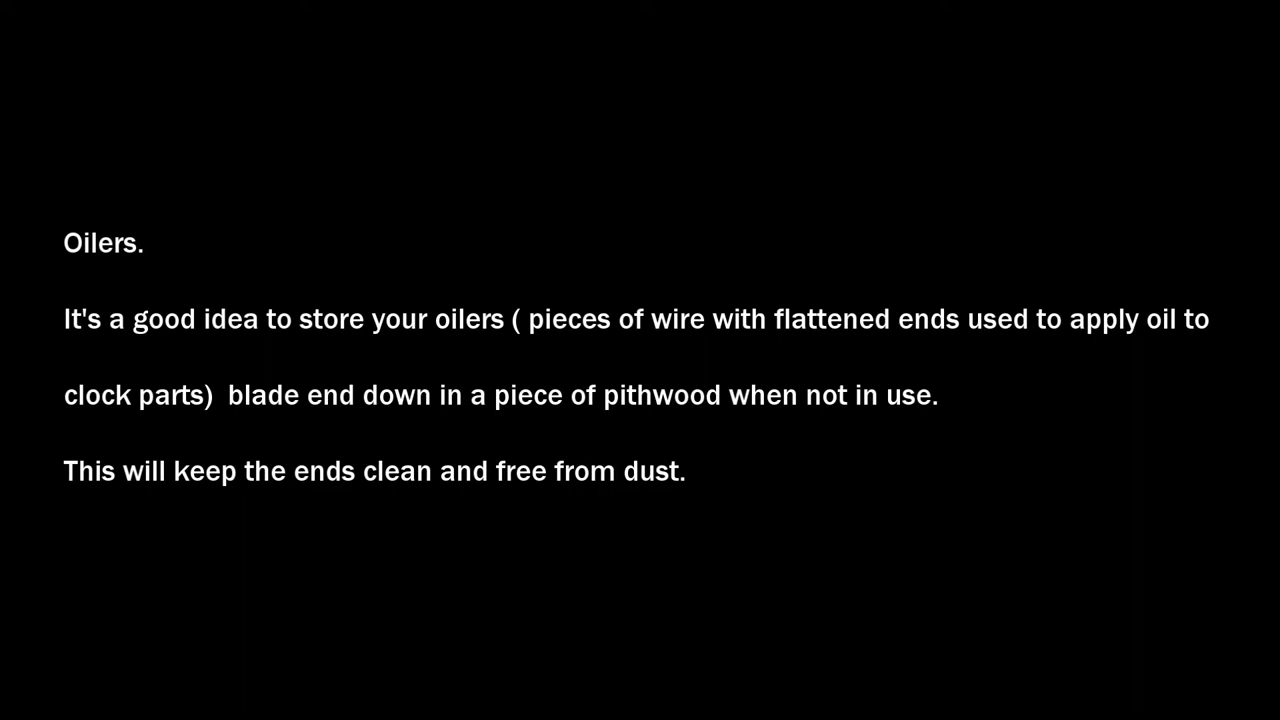 Oilers.
It's a good idea to store your oilers ( pieces of wire with flattened ends used to apply oil to
clock parts)  blade end down in a piece of pithwood when not in use.
This will keep the ends clean and free from dust.